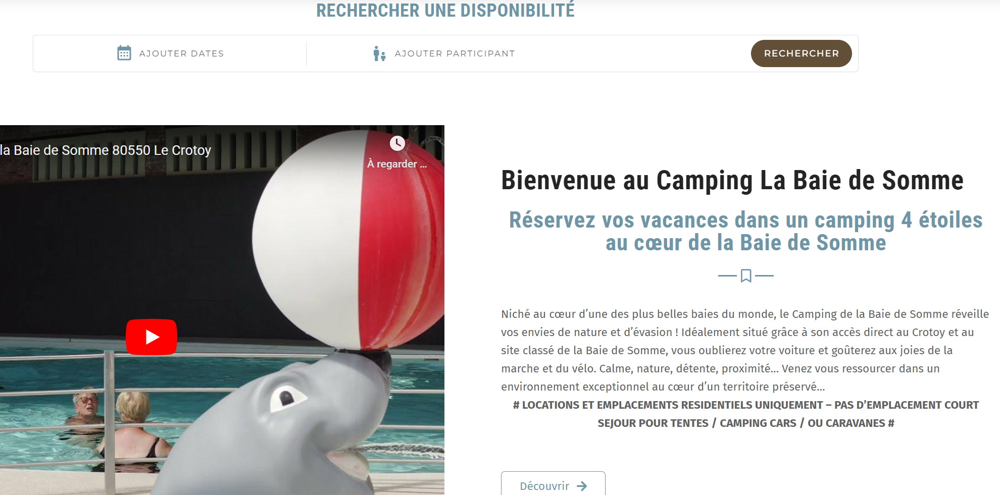 RECHERCHER UNE DISPONIBILITÉ
AJOUTER DATES
AJOUTER PARTICIPANT
RECHERCHER
la Baie de Somme 80550 Le Crotoy
À regarder ...
Bienvenue au Camping La Baie de Somme
Réservez vos vacances dans un camping 4 étoiles
au cœur de la Baie de Somme
Niché au cœur d’une des plus belles baies du monde, le Camping de la Baie de Somme réveille
vos envies de nature et d’évasion ! Idéalement situé grâce à son accès direct au Crotoy et au
site classé de la Baie de Somme, vous oublierez votre voiture et goûterez aux joies de la
marche et du vélo. Calme, nature, détente, proximité… Venez vous ressourcer dans un
environnement exceptionnel au cœur d’un territoire préservé…
# LOCATIONS ET EMPLACEMENTS RESIDENTIELS UNIQUEMENT – PAS D’EMPLACEMENT COURT
SEJOUR POUR TENTES / CAMPING CARS / OU CARAVANES #
Découvrir